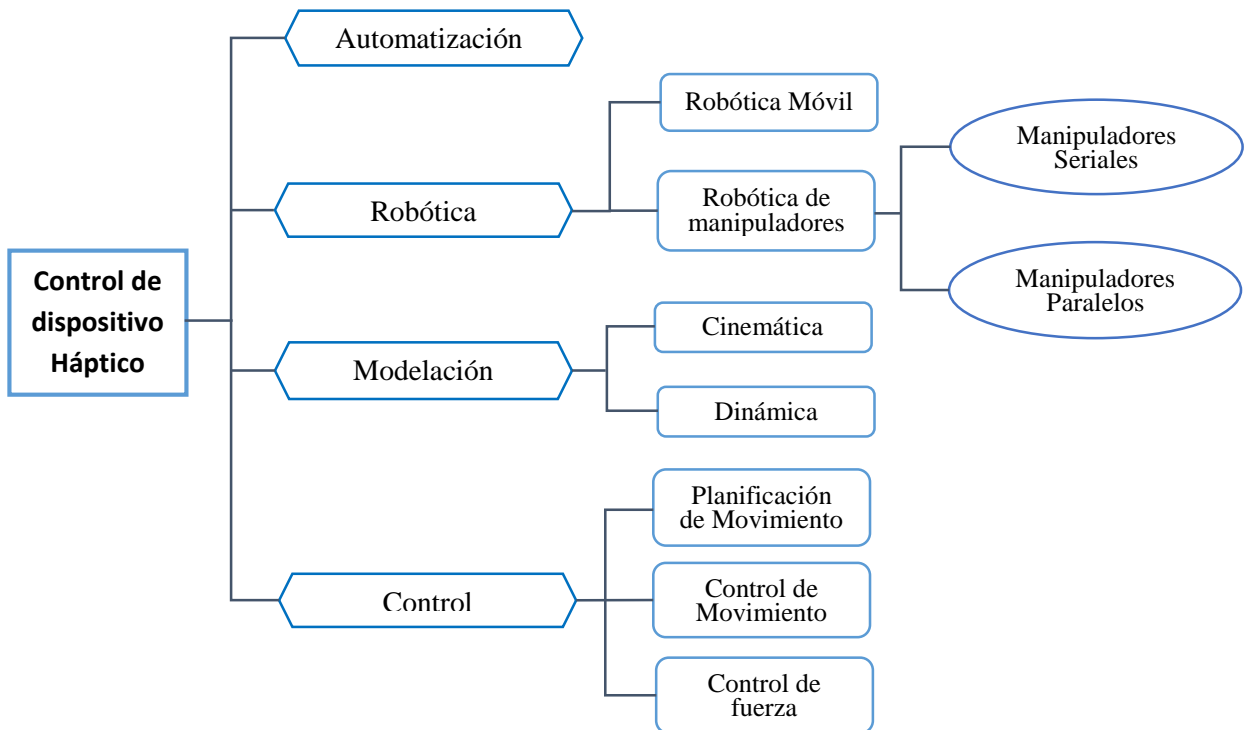 Control de
dispositivo
Háptico
Automatización
Robótica
Robótica Móvil
Robótica de
manipuladores
Manipuladores
Seriales
Manipuladores
Paralelos
Modelación
Cinemática
Dinámica
Control
Planificación
de Movimiento
Control de
Movimiento
Control de
fuerza